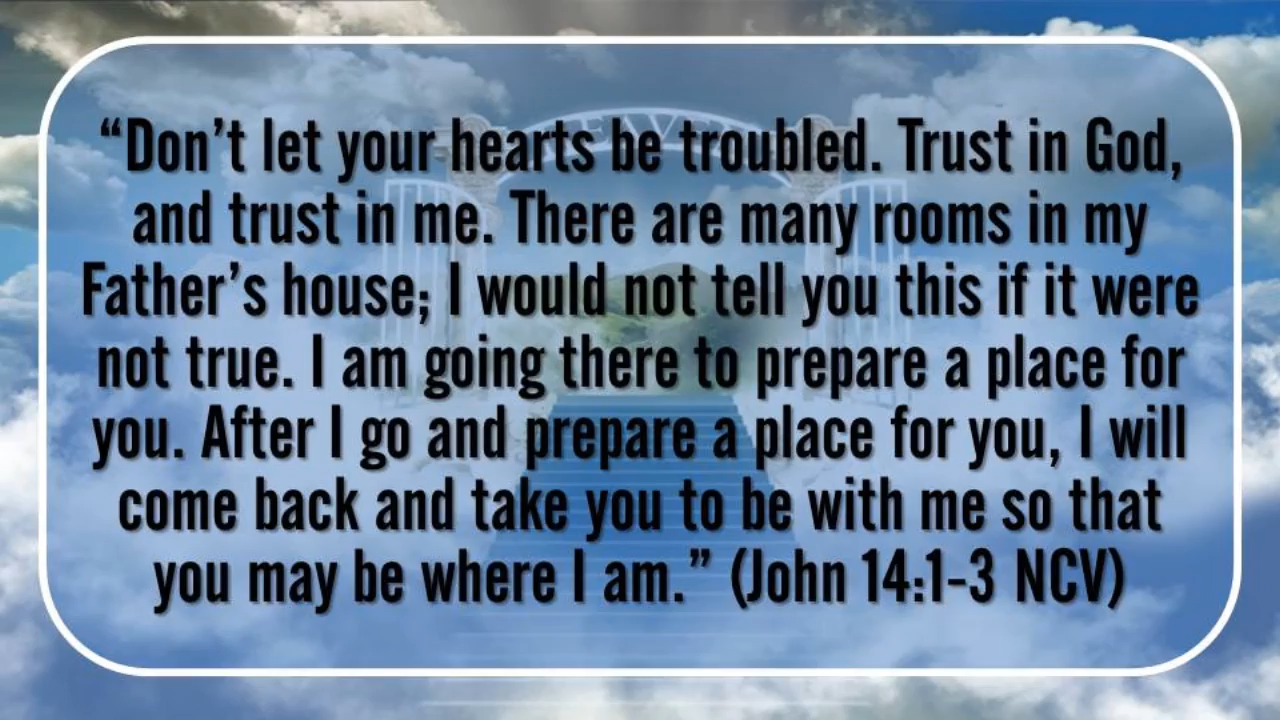 “Don’t let your hearts be troubled. Trust in God,
and trust in me. There are many rooms in my
Father’s house; I would not tell you this if it were
not true. I am going there to prepare a place for
you. After I go and prepare a place for you, I will
come back and take you to be with me so that
you may be where I am.” (John 14:1-3 NCV)